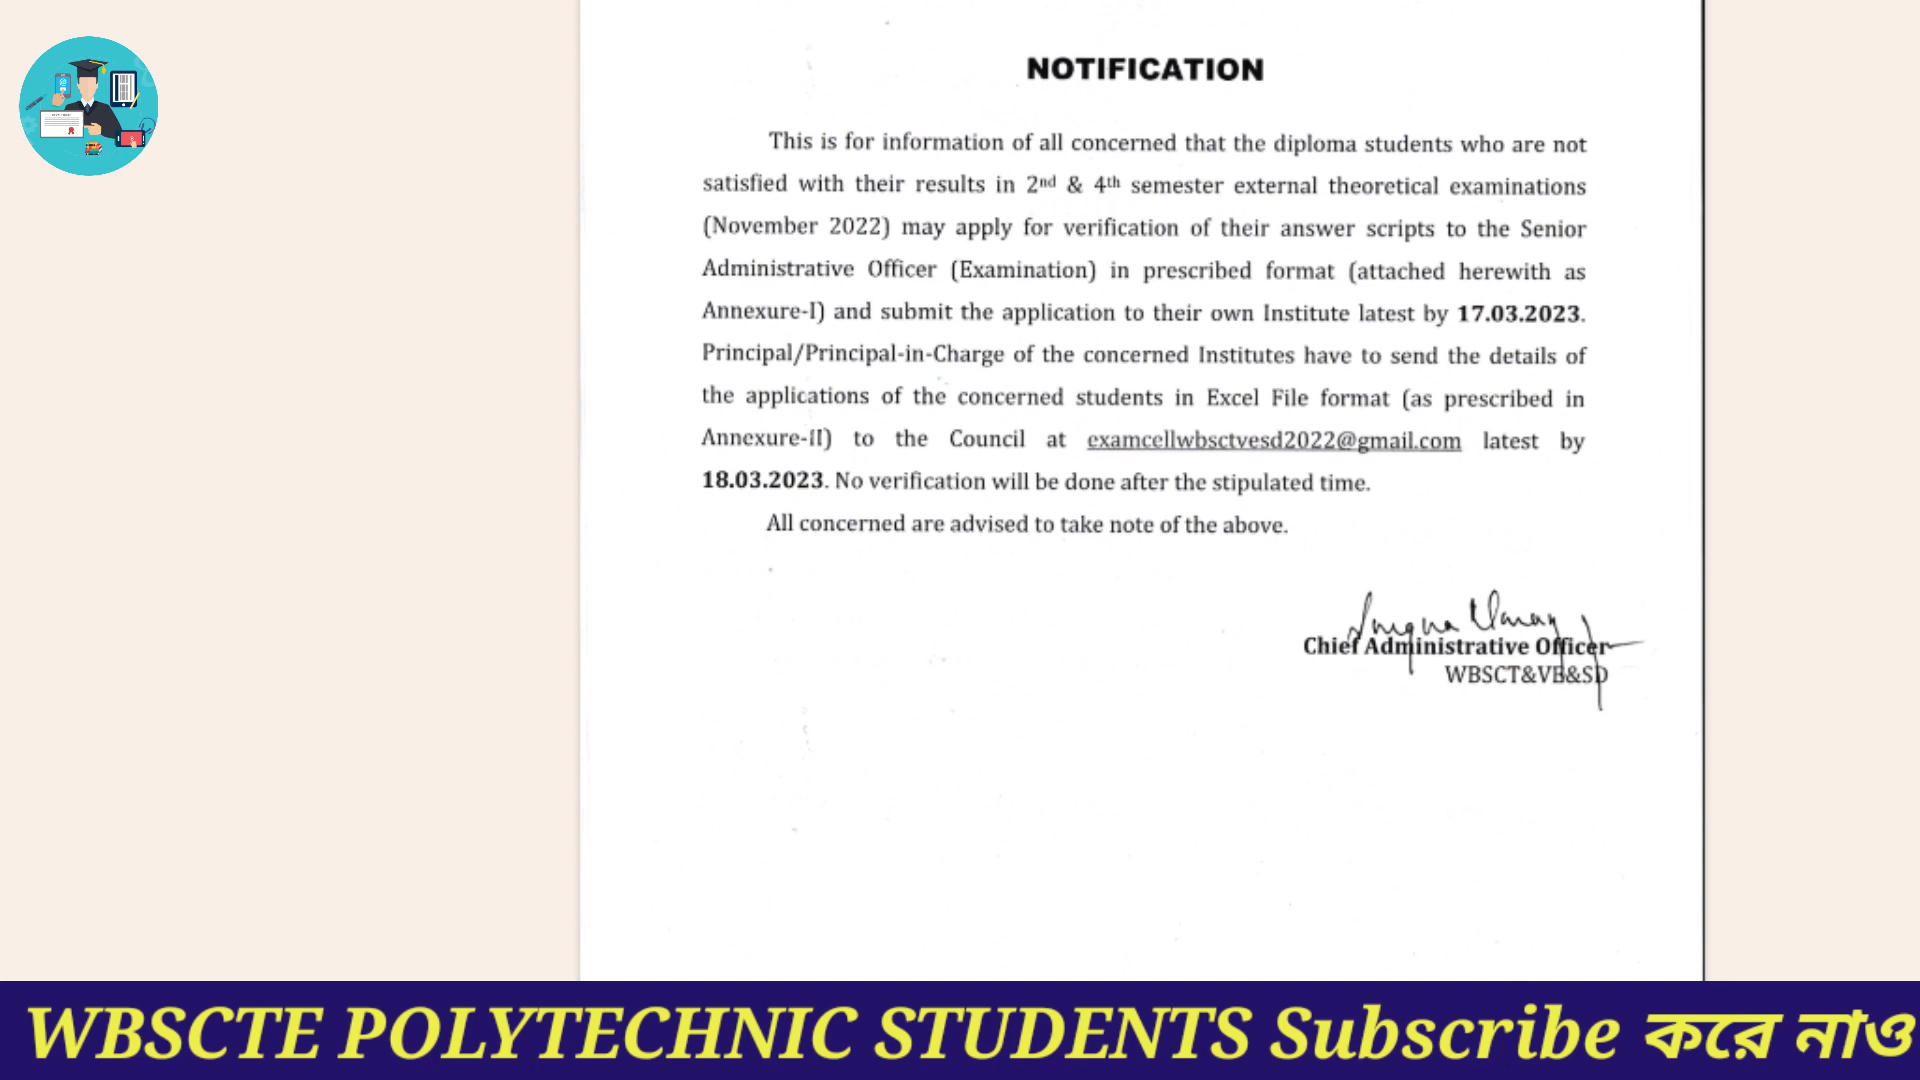 NOTIFICATION
This is for information of all concerned that the diploma students who are not
satisfied with their results in 2nd & 4th semester external theoretical examinations
(November 2022) may apply for verification of their answer scripts to the Senior
Administrative Officer (Examination) in prescribed format (attached herewith as
Annexure-I) and submit the application to their own Institute latest by 17.03.2023.
Principal/Principal-in-Charge of the concerned Institutes have to send the details of
the applications of the concerned students in Excel File format (as prescribed in
Annexure-II) to the Council at examcellwbsctvesd2022@gmail.com latest by
18.03.2023. No verification will be done after the stipulated time.
All concerned are advised to take note of the above.
Chief Administrative Officer
WBSCT&VE&SD
WBSCTE POLYTECHNIC STUDENTS Subscribe করে নাও